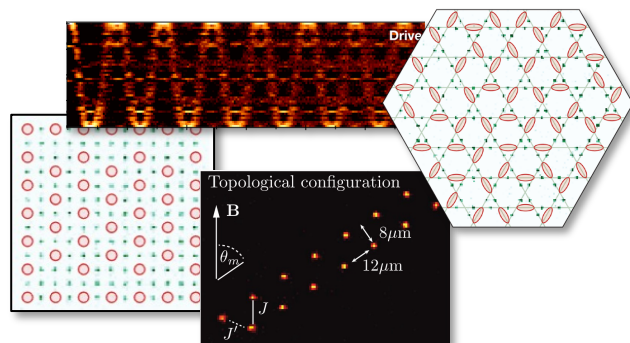 Drive
Topological configuration
B
8μm
θm
12μm
J
J′